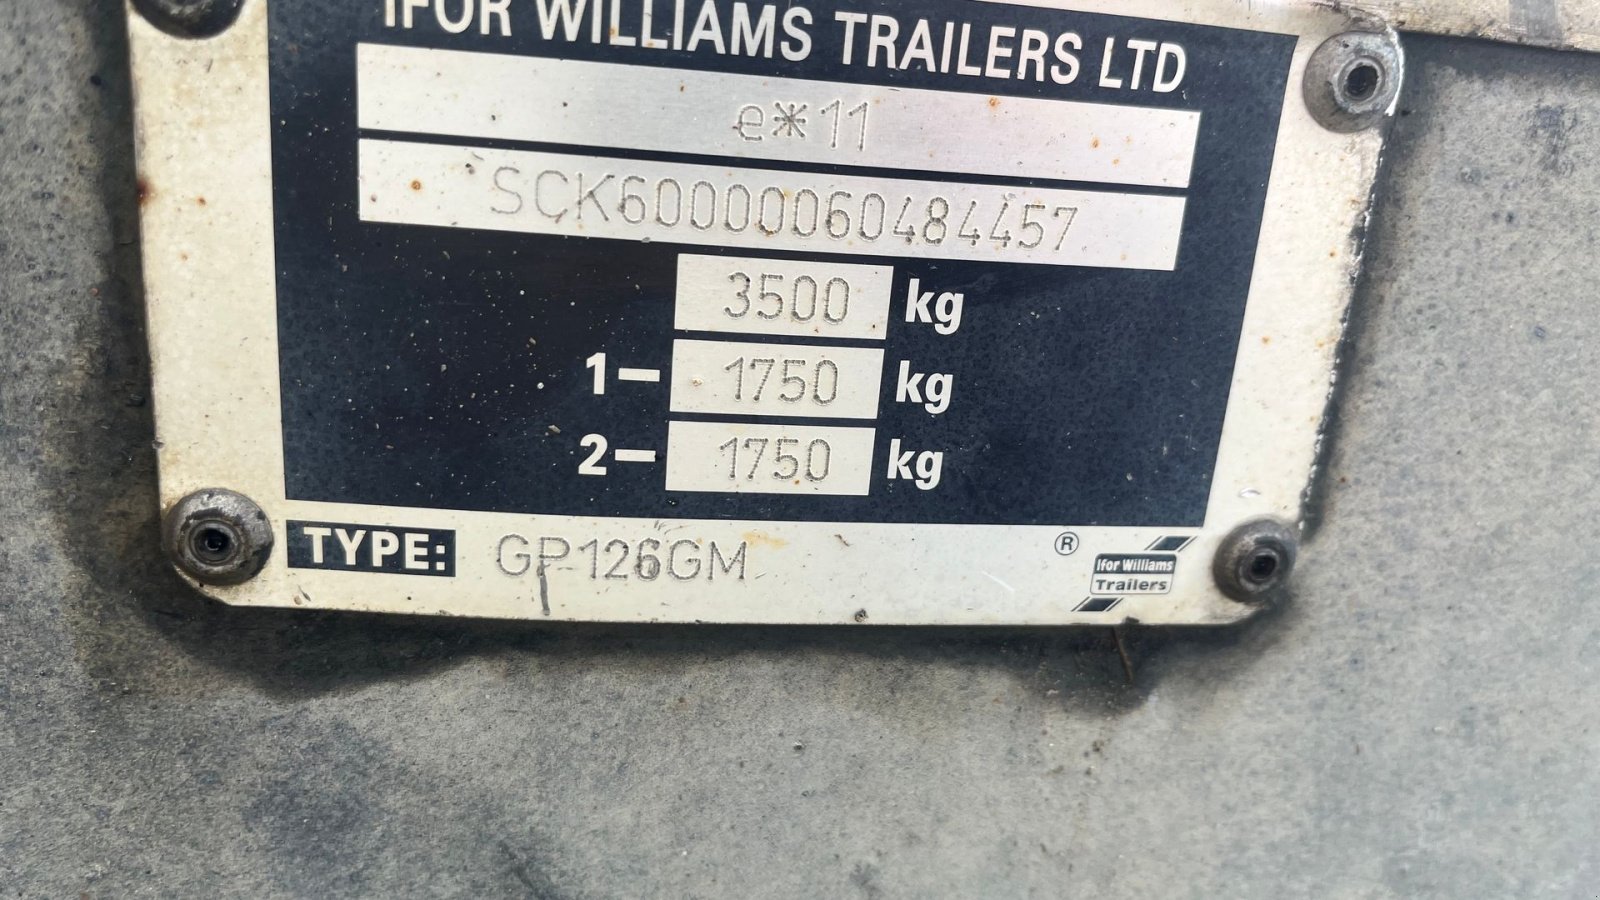 IFOR WILLIAMS TRAILERS LTD
e*11
SCK60000060484457
3500 kg
1– 1750 kg
2– 1750 kg
TYPE: GP126GM
®
Ifor Williams
Trailers